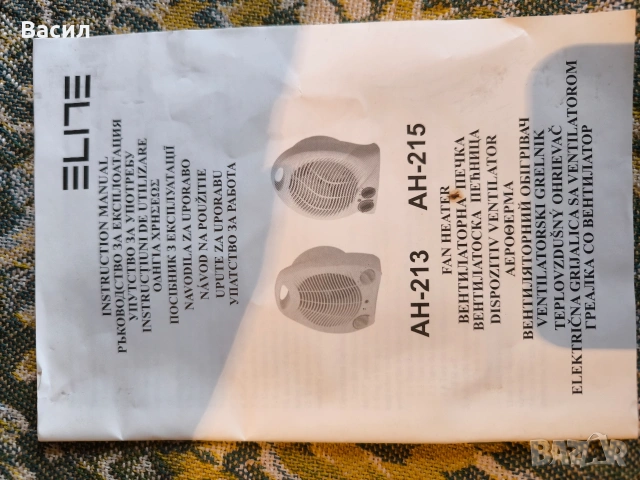 Васил
ELITE
INSTRUCTION MANUAL
РЪКОВОДСТВО ЗА ЕКСПЛОАТАЦИЯ
УПУТСТВО ЗА УПОТРЕБУ
INSTRUCȚIUNI DE UTILIZARE
ΟΔΗΓΙΑ ΧΡΗΣΕΩΣ
ПОСІБНИК З ЕКСПЛУАТАЦІЇ
NAVODILA ZA UPORABO
NÁVOD NA POUŽITIE
UPUTE ZA UPORABU
УПАТСТВО ЗА РАБОТА
AH-213 AH-215
FAN HEATER
ВЕНТИЛАТОРНА ПЕЧКА
ВЕНТИЛАТОСКА ПЕЋНИЦА
DISPOZITIV VENTILATOR
ΑΕΡΟΘΕΡΜΑ
ВЕНТИЛЯТОРНИЙ ОБІГРІВАЧ
VENTILATORSKI GRELNIK
TEPLOVZDUŠNÝ OHRIEVAČ
ELEKTRIČNA GRIJALICA SA VENTILATOROM
ГРЕАЛКА СО ВЕНТИЛАТОР
BAZAR